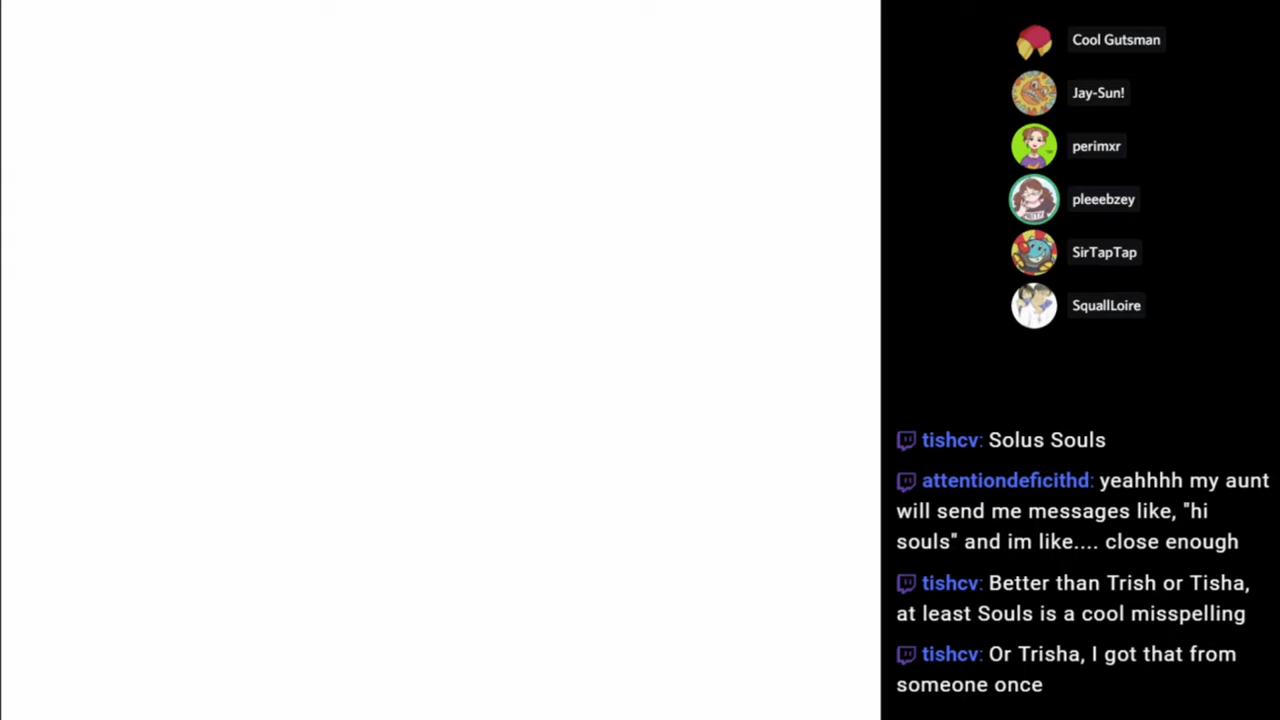 Cool Gutsman
Jay-Sun!
perimxr
pleeebzey
SirTapTap
SquallLoire
tishcv: Solus Souls
attentiondeficithd: yeahhhh my aunt
will send me messages like, "hi
souls" and im like.... close enough
tishcv: Better than Trish or Tisha,
at least Souls is a cool misspelling
tishcv: Or Trisha, I got that from
someone once